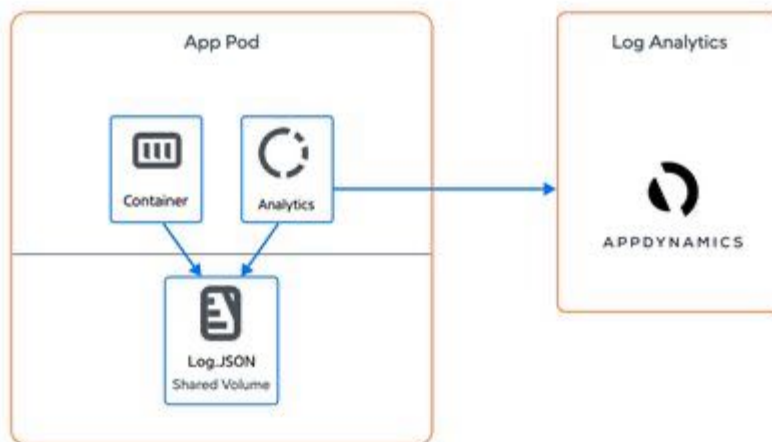 App Pod
Log Analytics
Container
Analytics
APPDYNAMICS
Log.JSON
Shared Volume